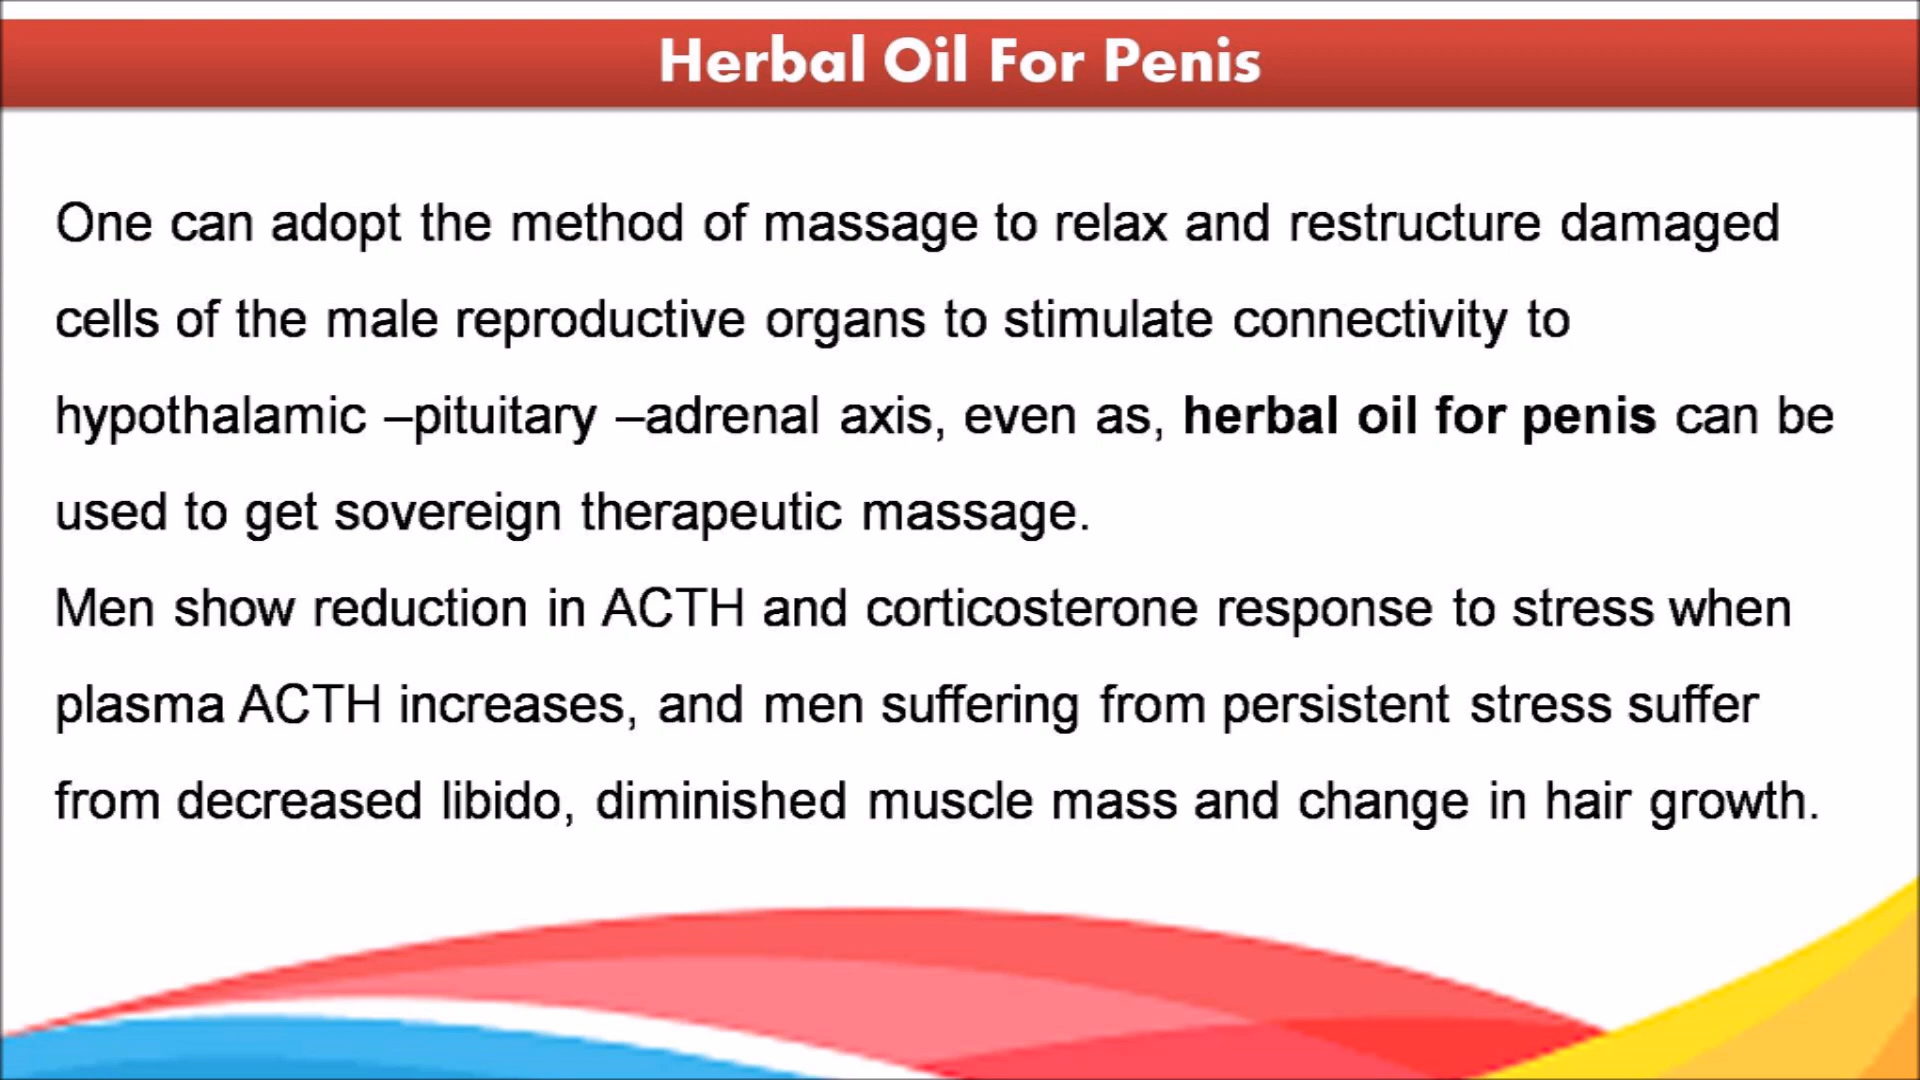 Herbal Oil For Penis
One can adopt the method of massage to relax and restructure damaged
cells of the male reproductive organs to stimulate connectivity to
hypothalamic –pituitary –adrenal axis, even as, herbal oil for penis can be
used to get sovereign therapeutic massage.
Men show reduction in ACTH and corticosterone response to stress when
plasma ACTH increases, and men suffering from persistent stress suffer
from decreased libido, diminished muscle mass and change in hair growth.